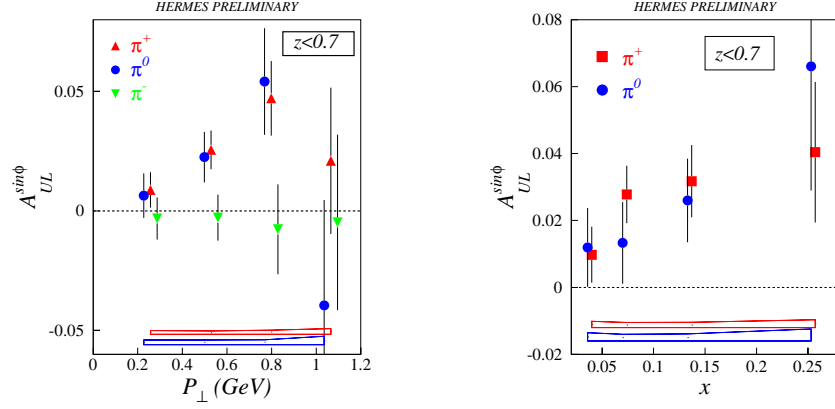 HERMES PRELIMINARY
z<0.7
π+
π0
π-
A_UL^sinϕ
0.05
0
-0.05
0 0.2 0.4 0.6 0.8 1 1.2
P⊥ (GeV)
HERMES PRELIMINARY
z<0.7
π+
π0
A_UL^sinϕ
0.08
0.06
0.04
0.02
0
-0.02
0.05 0.1 0.15 0.2 0.25
x